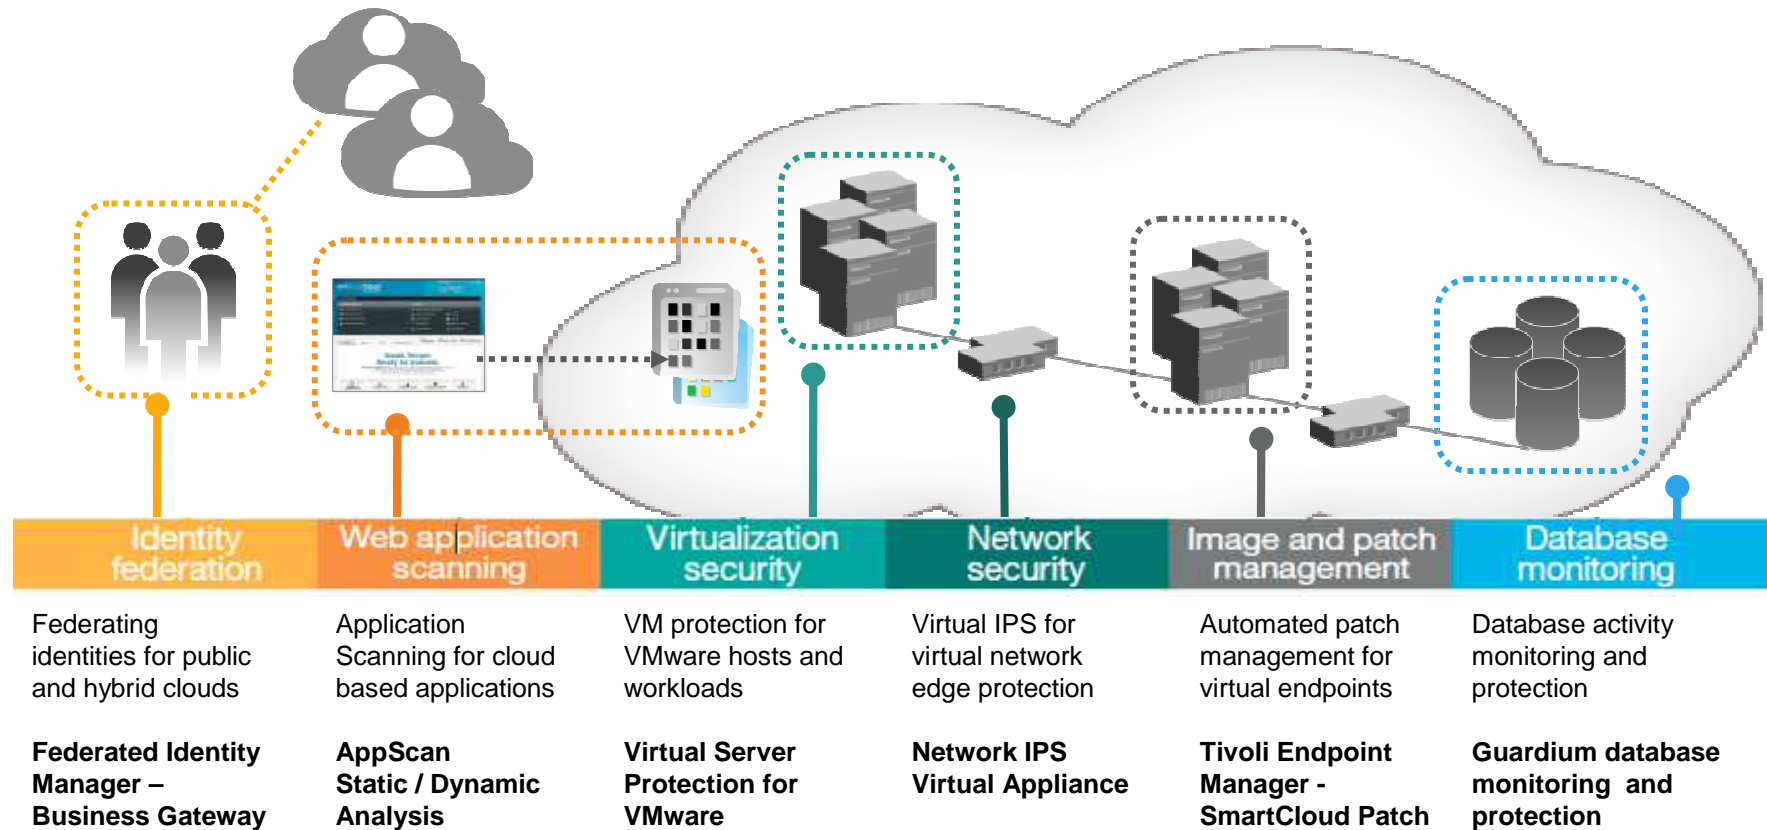 Identity
federation
Web application
scanning
Virtualization
security
Network
security
Image and patch
management
Database
monitoring
Federating
identities for public
and hybrid clouds
Federated Identity
Manager –
Business Gateway
Application
Scanning for cloud
based applications
AppScan
Static / Dynamic
Analysis
VM protection for
VMware hosts and
workloads
Virtual Server
Protection for
VMware
Virtual IPS for
virtual network
edge protection
Network IPS
Virtual Appliance
Automated patch
management for
virtual endpoints
Tivoli Endpoint
Manager -
SmartCloud Patch
Database activity
monitoring and
protection
Guardium database
monitoring and
protection